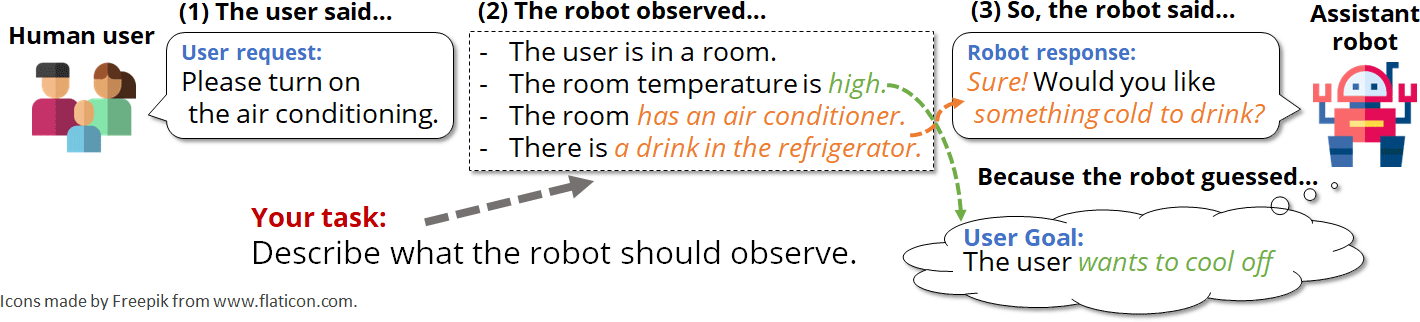 (1) The user said...
(2) The robot observed...
(3) So, the robot said...
Human user
Assistant
robot
User request:
Please turn on
the air conditioning.
- The user is in a room.
- The room temperature is high.
- The room has an air conditioner.
- There is a drink in the refrigerator.
Robot response:
Sure! Would you like
something cold to drink?
Because the robot guessed...
Your task:
Describe what the robot should observe.
User Goal:
The user wants to cool off
Icons made by Freepik from www.flaticon.com.